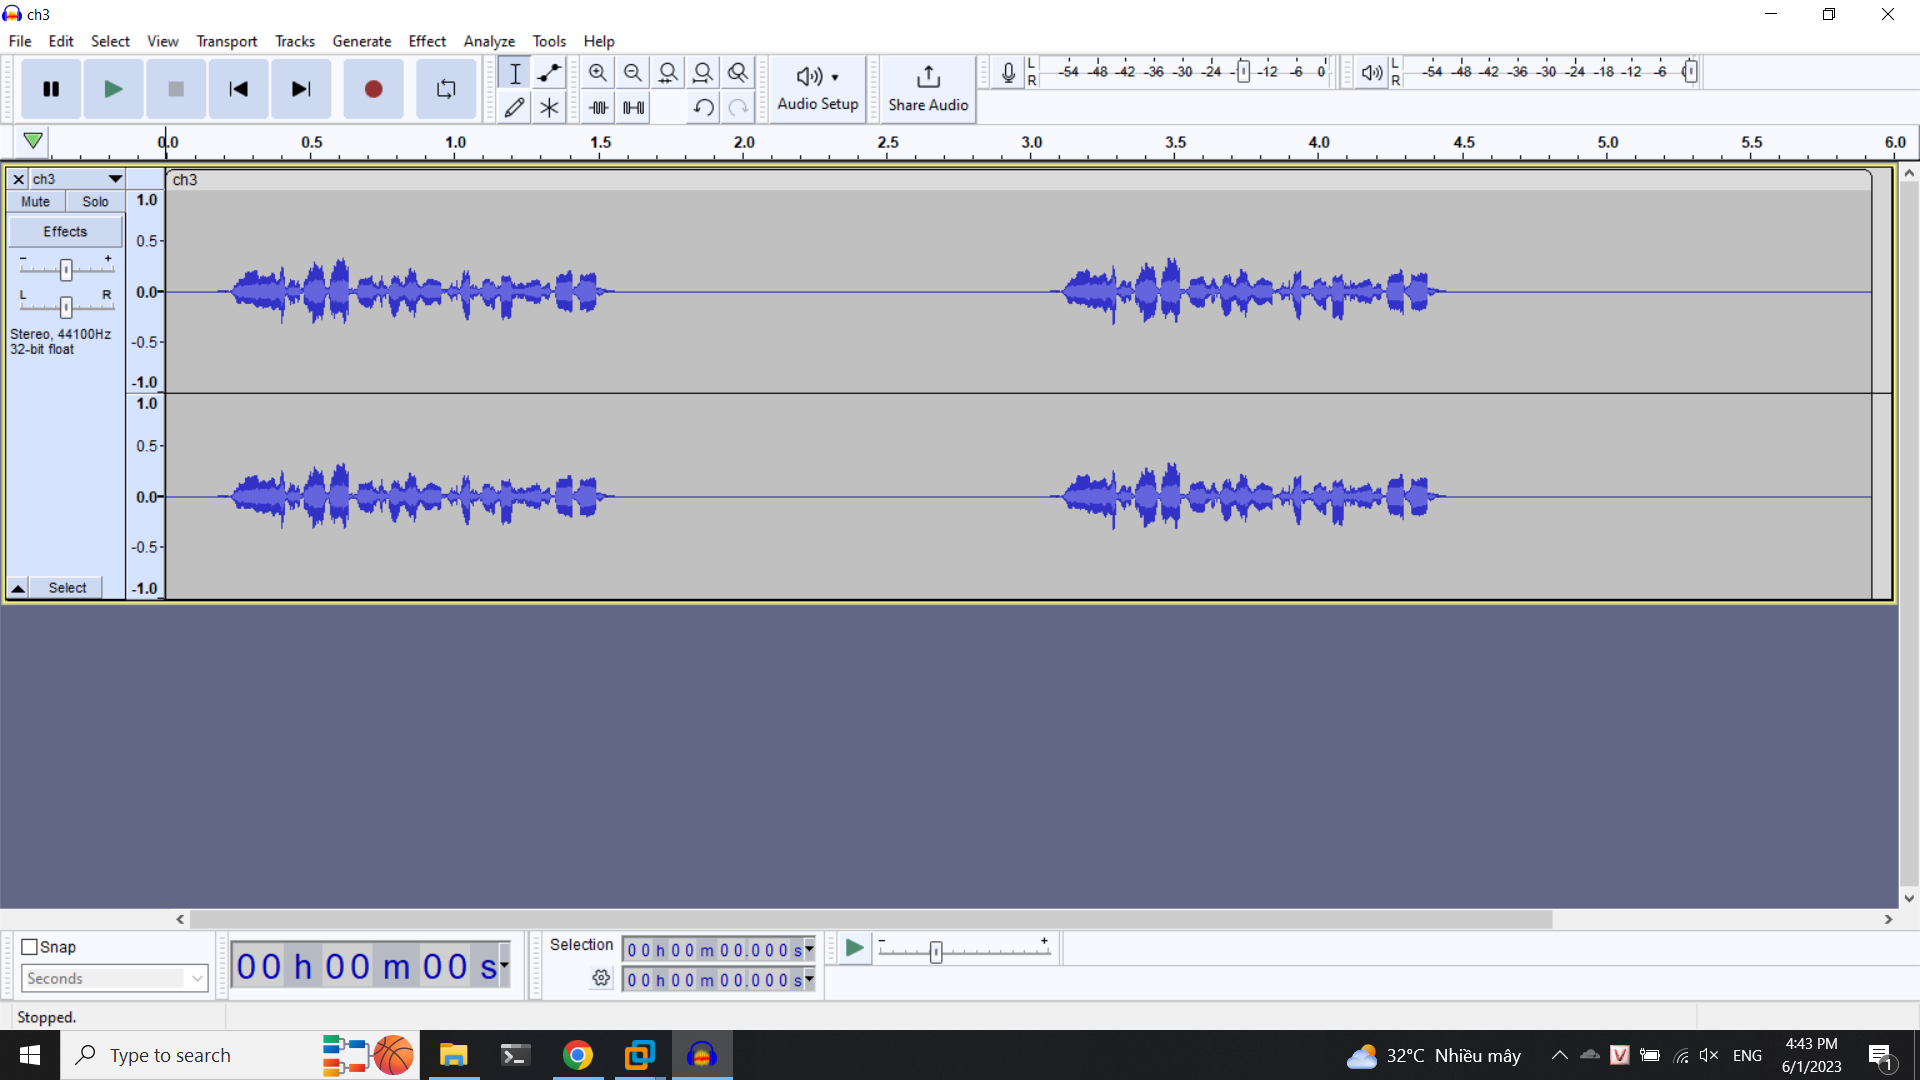 ch3
File Edit Select View Transport Tracks Generate Effect Analyze Tools Help
Audio Setup
Share Audio
L
R
-54 -48 -42 -36 -30 -24 -12 -6 0
L
R
-54 -48 -42 -36 -30 -24 -18 -12 -6
0.0 0.5 1.0 1.5 2.0 2.5 3.0 3.5 4.0 4.5 5.0 5.5 6.0
ch3
ch3
Mute Solo
Effects
- +
L R
Stereo, 44100Hz
32-bit float
Select
1.0
0.5
0.0
-0.5
-1.0
1.0
0.5
0.0
-0.5
-1.0
Snap
Seconds
00 h 00 m 00 s
Selection
00 h 00 m 00.000 s
00 h 00 m 00.000 s
- +
Stopped.
Type to search
32°C Nhiều mây
V
ENG
4:43 PM
6/1/2023
1